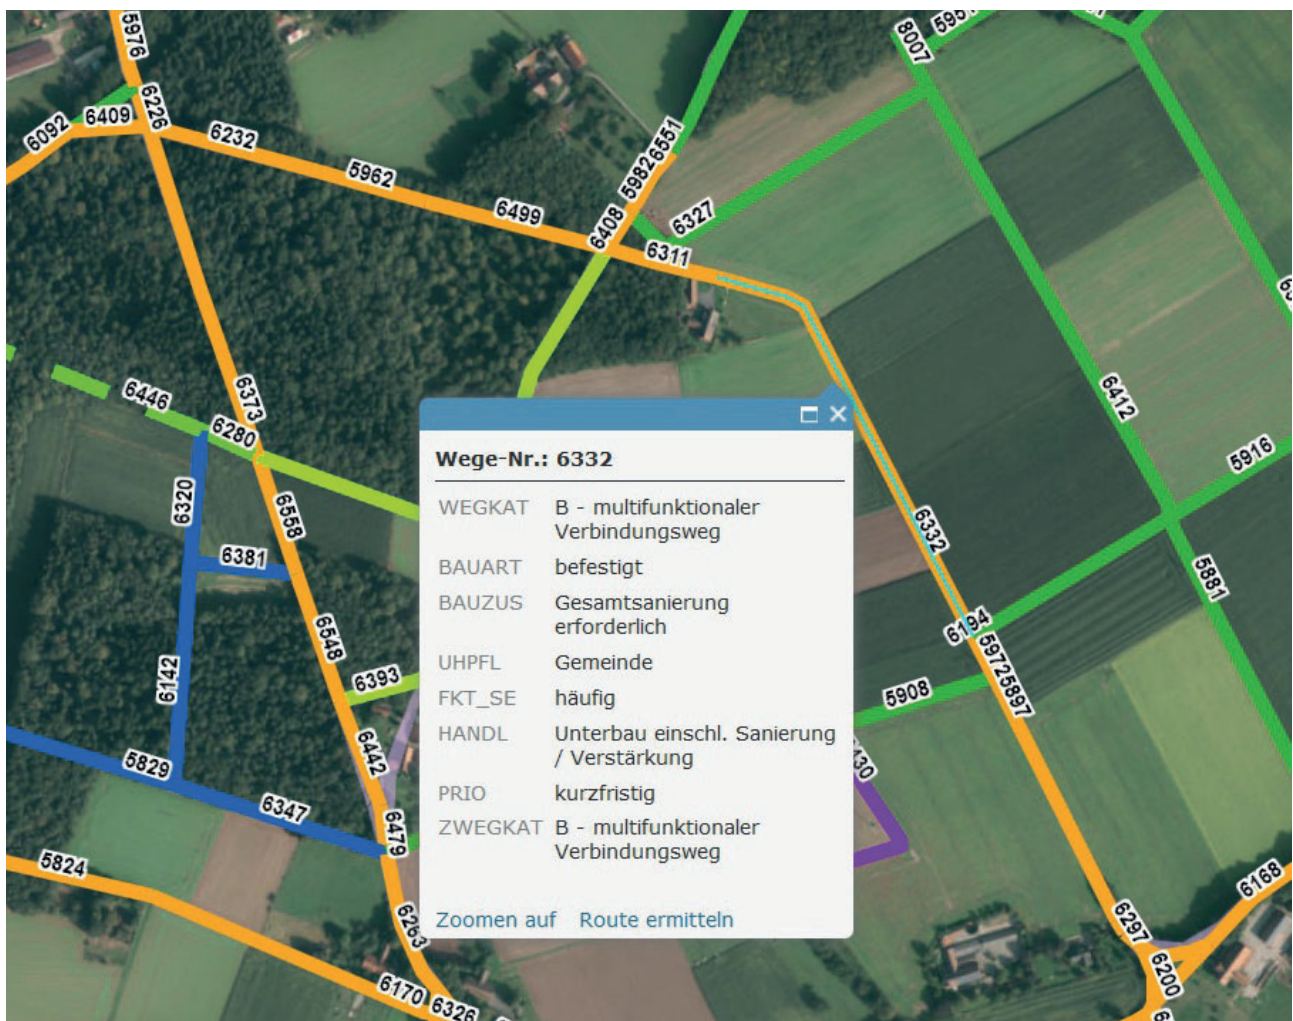 5976
8007
6226
6409
6092
6232
6551
5982
5962
6499
6408
6327
6311
6446
6373
6280
6412
5916
6320
6558
6381
6332
5881
6548
6194
6142
6393
5972
5897
5908
6442
5829
6347
6479
5824
6168
6263
6297
6200
6170
6326
Wege-Nr.: 6332
WEGKAT B - multifunktionaler
Verbindungsweg
BAUART befestigt
BAUZUS Gesamtsanierung
erforderlich
UHPFL Gemeinde
FKT_SE häufig
HANDL Unterbau einschl. Sanierung
/ Verstärkung
PRIO kurzfristig
ZWEGKAT B - multifunktionaler
Verbindungsweg
Zoomen auf Route ermitteln